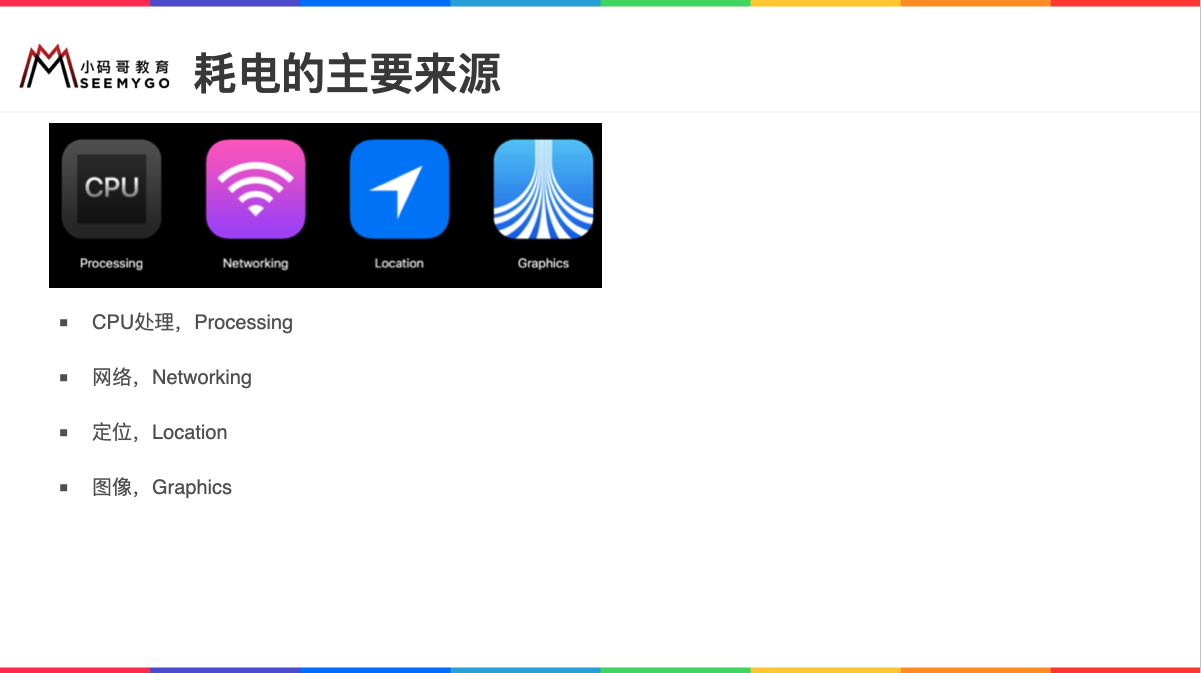 小码哥教育
SEEMYGO
耗电的主要来源
CPU
Processing
Networking
Location
Graphics
▪ CPU处理，Processing
▪ 网络，Networking
▪ 定位，Location
▪ 图像，Graphics